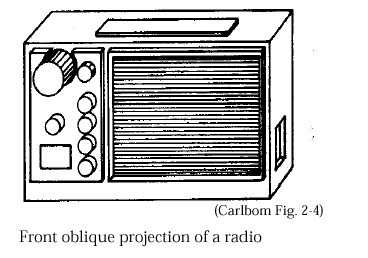 (Carlbom Fig. 2-4)
Front oblique projection of a radio